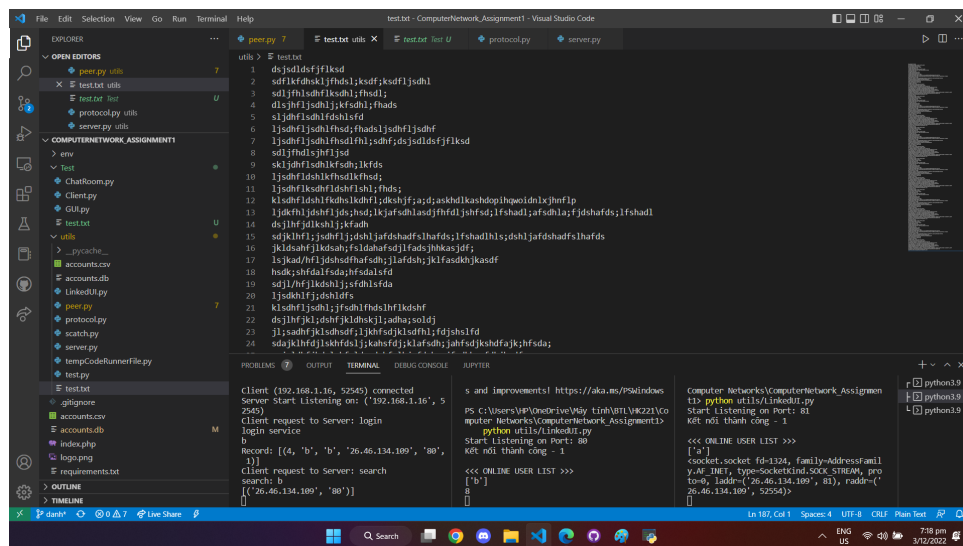 File Edit Selection View Go Run Terminal Help test.txt - ComputerNetwork_Assignment1 - Visual Studio Code
EXPLORER
OPEN EDITORS
peer.py utils 7
test.txt utils
test.txt Test U
protocol.py utils
server.py utils
COMPUTERNETWORK_ASSIGNMENT1
env
Test
ChatRoom.py
Client.py
GUI.py
test.txt U
utils
__pycache__
accounts.csv
accounts.db
LinkedUI.py
peer.py 7
protocol.py
scatch.py
server.py
tempCodeRunnerFile.py
test.py
test.txt
.gitignore
accounts.csv
accounts.db M
index.php
logo.png
requirements.txt
OUTLINE
TIMELINE
peer.py 7 test.txt utils test.txt Test U protocol.py server.py
utils > test.txt
1 dsjsdldsfjflksd
2 sdflkfdhskljfhdsl;ksdf;ksdfljsdhl
3 sdljfhlsdhflksdhl;fhsdl;
4 dlsjhfljsdhlj;kfsdhl;fhads
5 sljdhflsdhlfdshlsfd
6 ljsdhfljsdhlfhsd;fhadsljsdhfljsdhf
7 ljsdhfljsdhlfhsdlfhl;sdhf;dsjsdldsfjflksd
8 sdljfhdlsjhfljsd
9 skljdhflsdhlkfsdh;lkfds
10 ljsdhfldshlkfhsdlkfhsd;
11 ljsdhflksdhfldshflshl;fhds;
12 klsdhfldshlfkdhslkdhfl;dkshjf;a;d;askhdlkashdopihqwoidnlxjhnflp
13 ljdkfhljdshfljds;hsd;lkjafsdhlasdjfhfdljshfsd;lfshadl;afsdhla;fjdshafds;lfshadl
14 dsjlhfjdlkshlj;kfadh
15 sdjklhfl;jsdhflj;dshljafdshadfslhafds;lfshadlhls;dshljafdshadfslhafds
16 jkldsahfjlkdsah;fsldahafsdjlfadsjhhkasjdf;
17 lsjkad/hfljdshsdfhafsdh;jlafdsh;jklfasdkhjkasdf
18 hsdk;shfdalfsda;hfsdalsfd
19 sdjl/hfjlkdshlj;sfdhlsfda
20 ljsdkhlfj;dshldfs
21 klsdhfljsdhl;jfsdhlfhdslhflkdshf
22 dsjlhfjkl;dshfjkldhskjl;adha;soldj
23 jl;sadhfjklsdhsdf;ljkhfsdjklsdfhl;fdjshslfd
24 sdajklhfdjlskhfdslj;kahsfdj;klafsdh;jahfsdjkshdfajk;hfsda;
PROBLEMS 7 OUTPUT TERMINAL DEBUG CONSOLE JUPYTER
Client (192.168.1.16, 52545) connected
Server Start Listening on: ('192.168.1.16', 5
2545)
Client request to Server: login
login service
b
Record: [(4, 'b', 'b', '26.46.134.109', '80',
1)]
Client request to Server: search
search: b
[('26.46.134.109', '80')]
s and improvements! https://aka.ms/PSWindows
PS C:\Users\HP\OneDrive\Máy tính\BTL\HK221\Co
mputer Networks\ComputerNetwork_Assignment1>
python utils/LinkedUI.py
Start Listening on Port: 80
Kết nối thành công - 1
<<< ONLINE USER LIST >>>
['b']
8
Computer Networks\ComputerNetwork_Assignmen
t1> python utils/LinkedUI.py
Start Listening on Port: 81
Kết nối thành công - 1
<<< ONLINE USER LIST >>>
['a']
<socket.socket fd=1324, family=AddressFamil
y.AF_INET, type=SocketKind.SOCK_STREAM, pro
to=0, laddr=('26.46.134.109', 81), raddr=('
26.46.134.109', 52554)>
python3.9
python3.9
python3.9
danh* 0 7 Live Share Ln 187, Col 1 Spaces: 4 UTF-8 CRLF Plain Text
Search
ENG
US
7:18 pm
3/12/2022